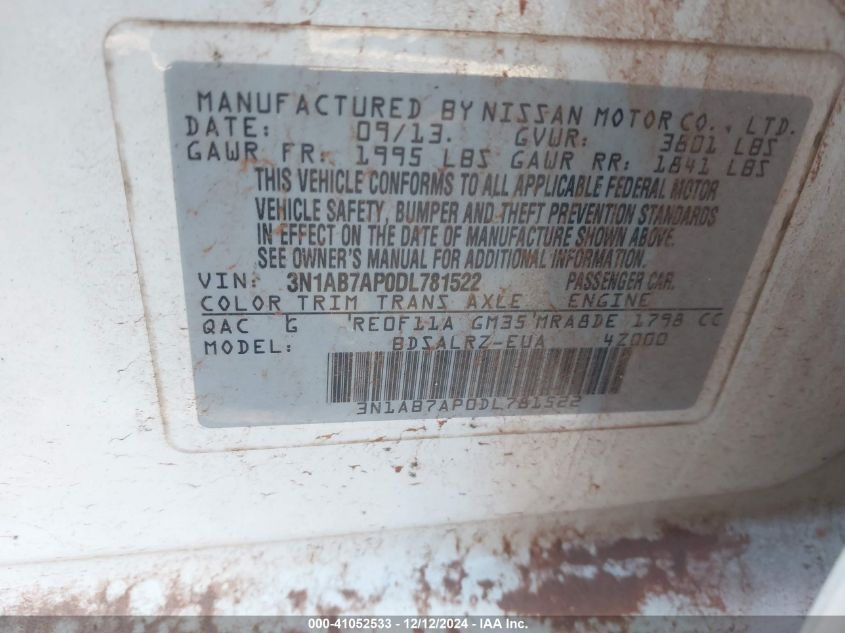 MANUFACTURED BY NISSAN MOTOR CO., LTD.
DATE: 09/13. GVWR: 3601 LBS
GAWR FR: 1995 LBS GAWR RR: 1841 LBS
THIS VEHICLE CONFORMS TO ALL APPLICABLE FEDERAL MOTOR
VEHICLE SAFETY, BUMPER AND THEFT PREVENTION STANDARDS
IN EFFECT ON THE DATE OF MANUFACTURE SHOWN ABOVE.
SEE OWNER'S MANUAL FOR ADDITIONAL INFORMATION.
VIN: 3N1AB7AP0DL781522 PASSENGER CAR.
COLOR TRIM TRANS AXLE ENGINE
QAC G RE0F11A GM35 MRA8DE 1798 CC
MODEL: BDSALRZ-EUA 4Z000
3N1AB7AP0DL781522
000-41052533 - 12/12/2024 - IAA Inc.